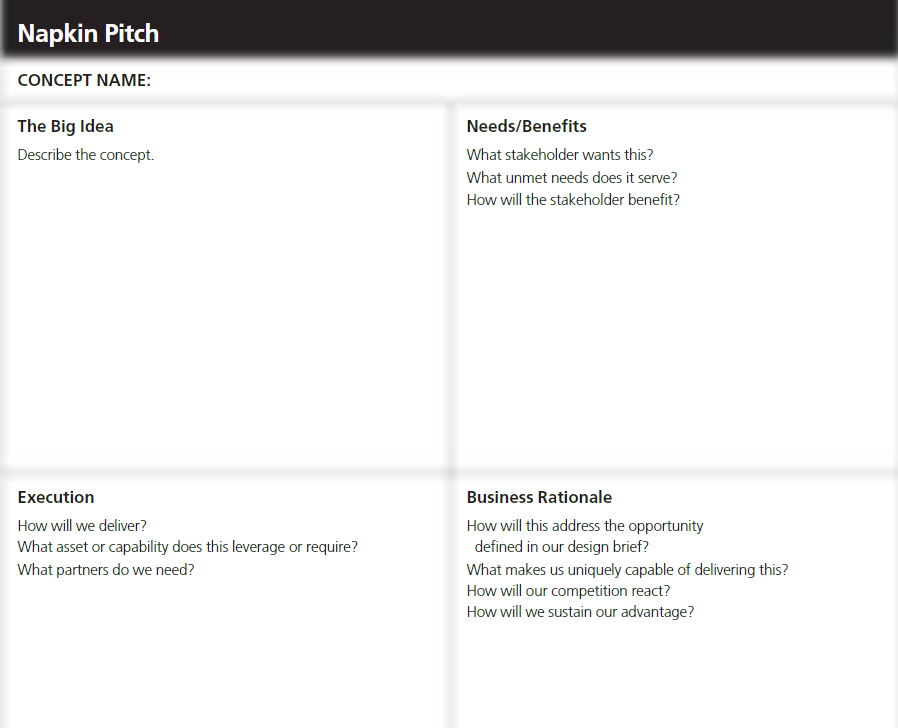 Napkin Pitch
CONCEPT NAME:
The Big Idea
Describe the concept.
Needs/Benefits
What stakeholder wants this?
What unmet needs does it serve?
How will the stakeholder benefit?
Execution
How will we deliver?
What asset or capability does this leverage or require?
What partners do we need?
Business Rationale
How will this address the opportunity
defined in our design brief?
What makes us uniquely capable of delivering this?
How will our competition react?
How will we sustain our advantage?